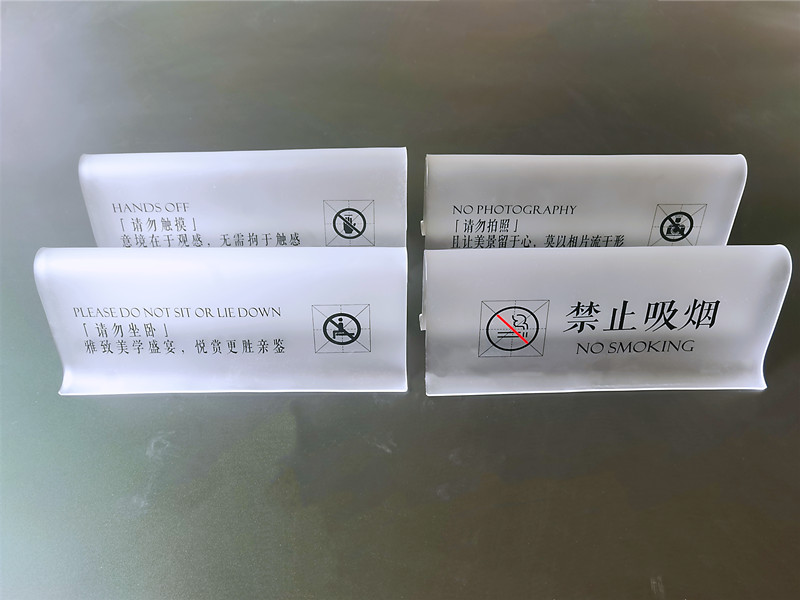 HANDS OFF
「请勿触摸」
意境在于观感，无需拘于触感
NO PHOTOGRAPHY
「请勿拍照」
且让美景留于心，莫以相片流于形
PLEASE DO NOT SIT OR LIE DOWN
「请勿坐卧」
雅致美学盛宴，悦赏更胜亲鉴
禁止吸烟
NO SMOKING